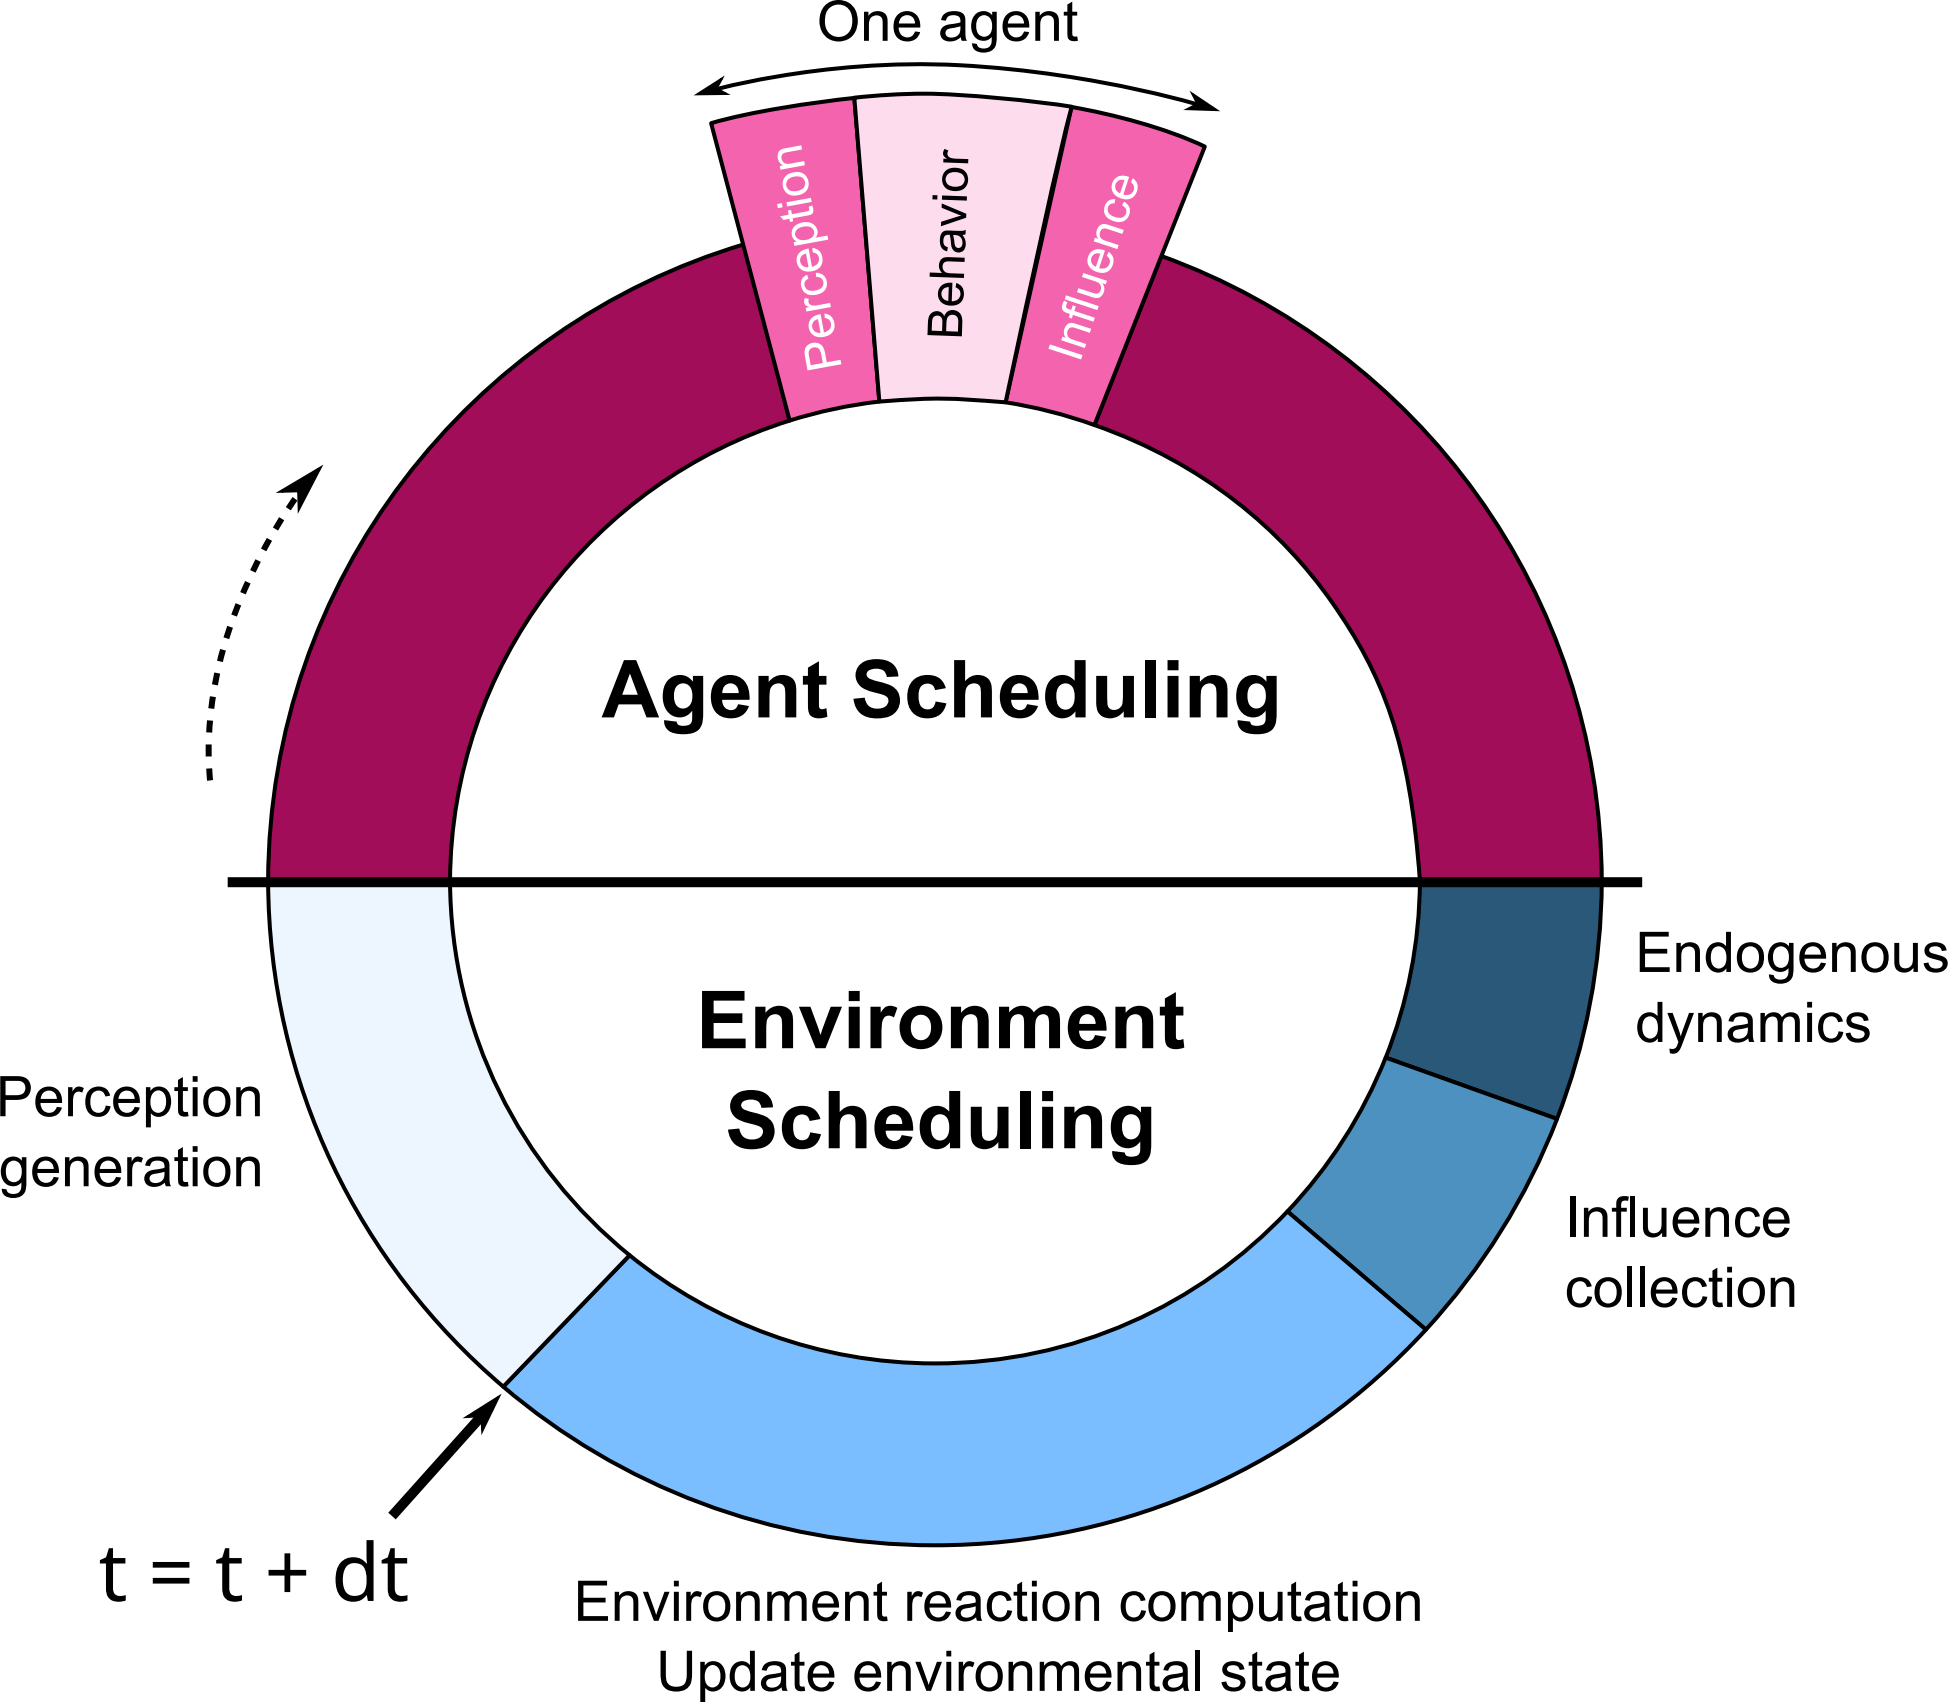 One agent
Perception
Behavior
Influence
Agent Scheduling
Environment
Scheduling
Endogenous
dynamics
Perception
generation
Influence
collection
t = t + dt
Environment reaction computation
Update environmental state